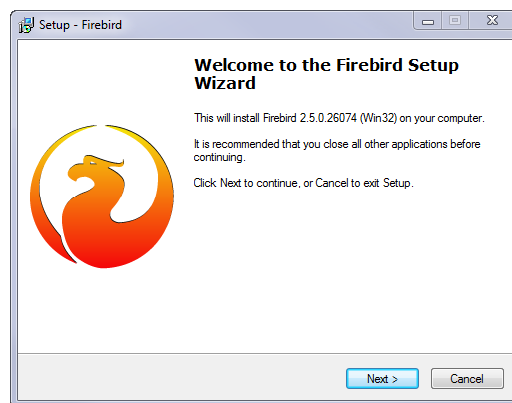 Setup - Firebird
Welcome to the Firebird Setup
Wizard
This will install Firebird 2.5.0.26074 (Win32) on your computer.
It is recommended that you close all other applications before
continuing.
Click Next to continue, or Cancel to exit Setup.
Next >
Cancel